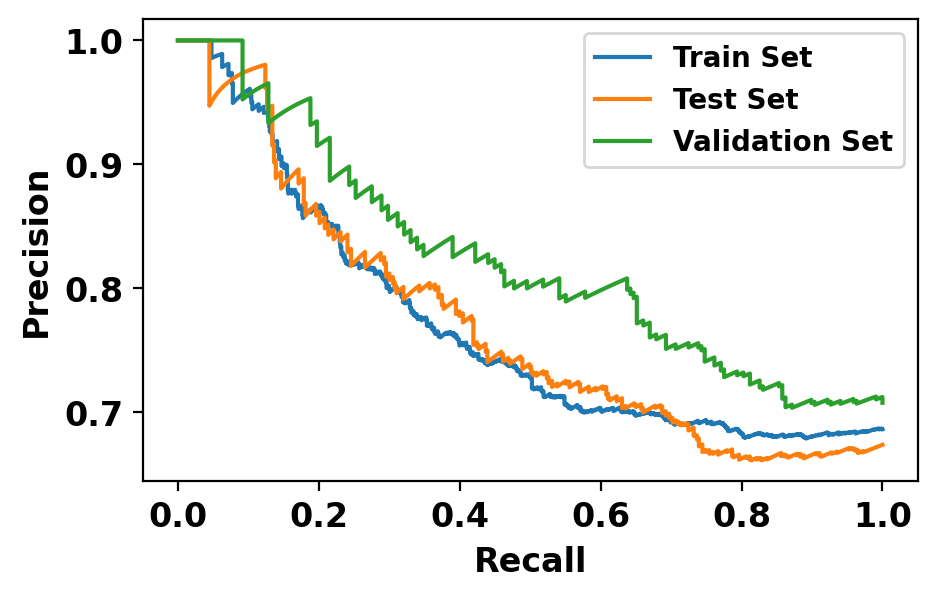 1.0
0.9
0.8
0.7
Precision
Train Set
Test Set
Validation Set
0.0 0.2 0.4 0.6 0.8 1.0
Recall